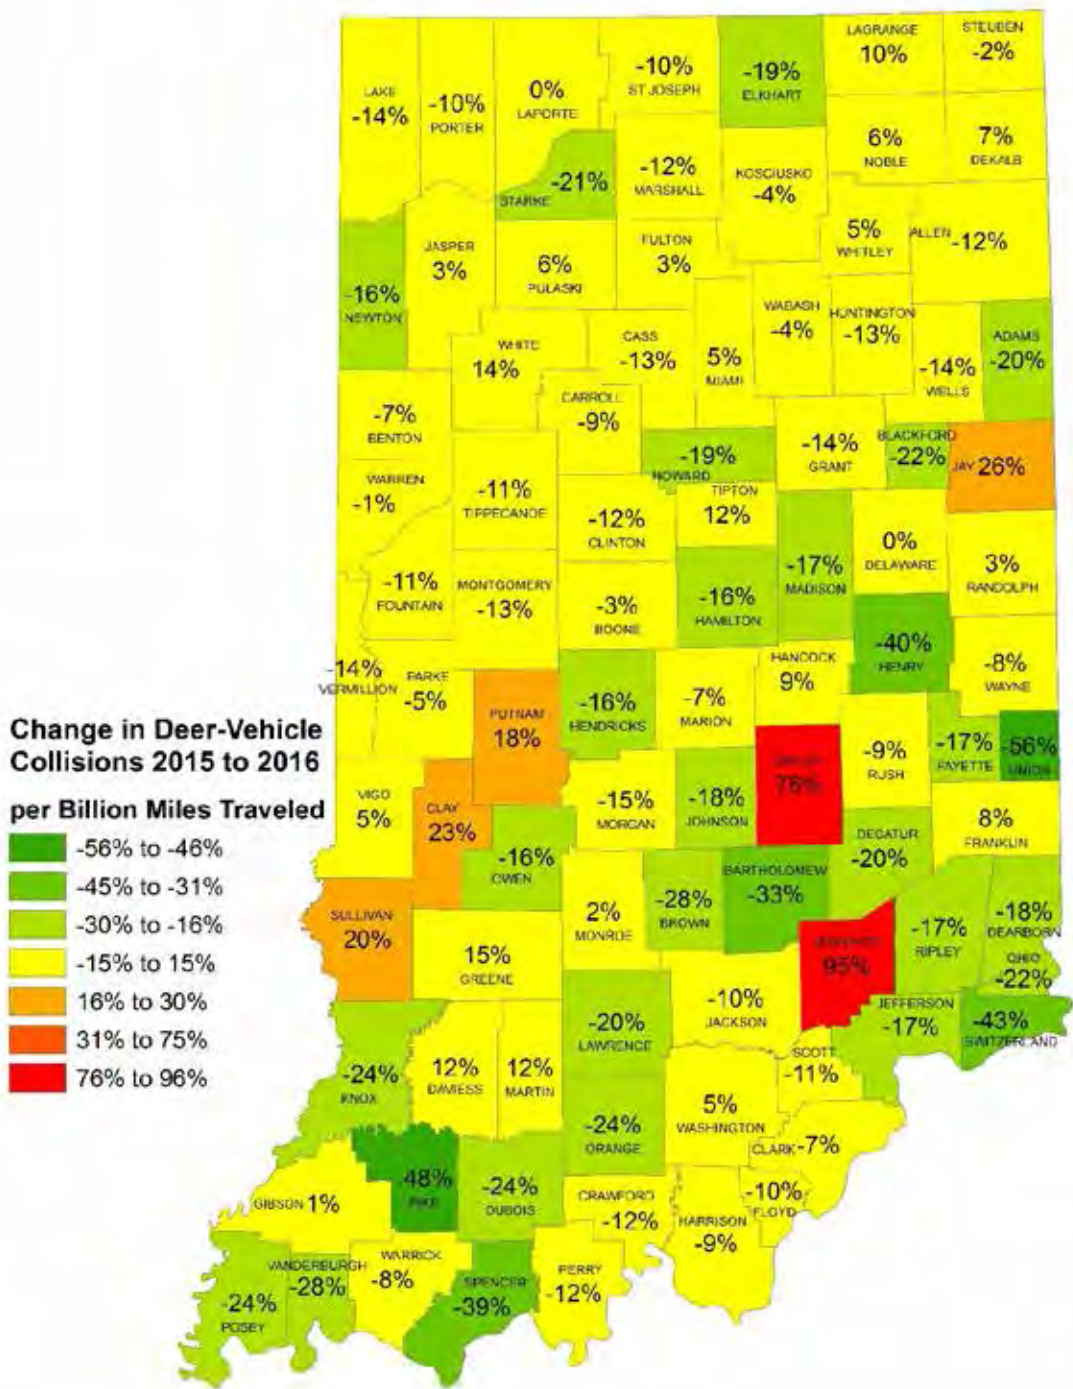 LAGRANGE
10%
STEUBEN
-2%
-10%
ST JOSEPH
-19%
ELKHART
LAKE
-14%
-10%
PORTER
0%
LAPORTE
6%
NOBLE
7%
DEKALB
-21%
STARKE
-12%
MARSHALL
KOSCIUSKO
-4%
5%
WHITLEY
ALLEN
-12%
JASPER
3%
6%
PULASKI
FULTON
3%
-16%
NEWTON
WABASH
-4%
HUNTINGTON
-13%
WHITE
14%
CASS
-13%
5%
MIAMI
-14%
WELLS
ADAMS
-20%
-7%
BENTON
CARROLL
-9%
-19%
HOWARD
-14%
GRANT
BLACKFORD
-22%
JAY 26%
WARREN
-1%
-11%
TIPPECANOE
-12%
CLINTON
TIPTON
12%
-17%
MADISON
0%
DELAWARE
3%
RANDOLPH
-11%
FOUNTAIN
MONTGOMERY
-13%
-3%
BOONE
-16%
HAMILTON
-40%
HENRY
-8%
WAYNE
-14%
VERMILLION
PARKE
-5%
PUTNAM
18%
-16%
HENDRICKS
-7%
MARION
HANCOCK
9%
Change in Deer-Vehicle
Collisions 2015 to 2016
per Billion Miles Traveled
-56% to -46%
-45% to -31%
-30% to -16%
-15% to 15%
16% to 30%
31% to 75%
76% to 96%
76%
-9%
RUSH
-17%
FAYETTE
-56%
UNION
VIGO
5%
CLAY
23%
-15%
MORGAN
-18%
JOHNSON
DECATUR
-20%
8%
FRANKLIN
-16%
OWEN
SULLIVAN
20%
15%
GREENE
2%
MONROE
-28%
BROWN
BARTHOLOMEW
-33%
95%
-17%
RIPLEY
-18%
DEARBORN
OHIO
-22%
-20%
LAWRENCE
-10%
JACKSON
JEFFERSON
-17%
-43%
SWITZERLAND
-24%
KNOX
12%
DAVIESS
12%
MARTIN
SCOTT
-11%
-24%
ORANGE
5%
WASHINGTON
CLARK -7%
48%
PIKE
-24%
DUBOIS
GIBSON 1%
CRAWFORD
-12%
HARRISON
-9%
-10%
FLOYD
-24%
POSEY
VANDERBURGH
-28%
WARRICK
-8%
SPENCER
-39%
PERRY
-12%